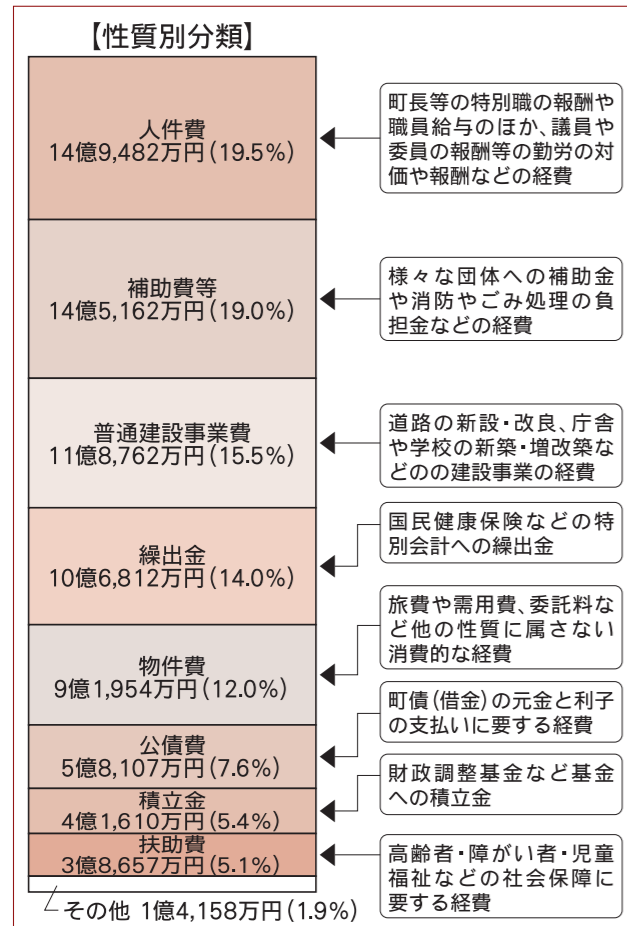 【性質別分類】
人件費
14億9,482万円(19.5%)
町長等の特別職の報酬や
職員給与のほか、議員や
委員の報酬等の勤労の対
価や報酬などの経費
補助費等
14億5,162万円(19.0%)
様々な団体への補助金
や消防やごみ処理の負
担金などの経費
普通建設事業費
11億8,762万円(15.5%)
道路の新設・改良、庁舎
や学校の新築・増改築な
どのの建設事業の経費
繰出金
10億6,812万円(14.0%)
国民健康保険などの特
別会計への繰出金
物件費
9億1,954万円(12.0%)
旅費や需用費、委託料な
ど他の性質に属さない
消費的な経費
公債費
5億8,107万円(7.6%)
町債(借金)の元金と利子
の支払いに要する経費
積立金
4億1,610万円(5.4%)
財政調整基金など基金
への積立金
扶助費
3億8,657万円(5.1%)
高齢者・障がい者・児童
福祉などの社会保障に
要する経費
その他 1億4,158万円(1.9%)